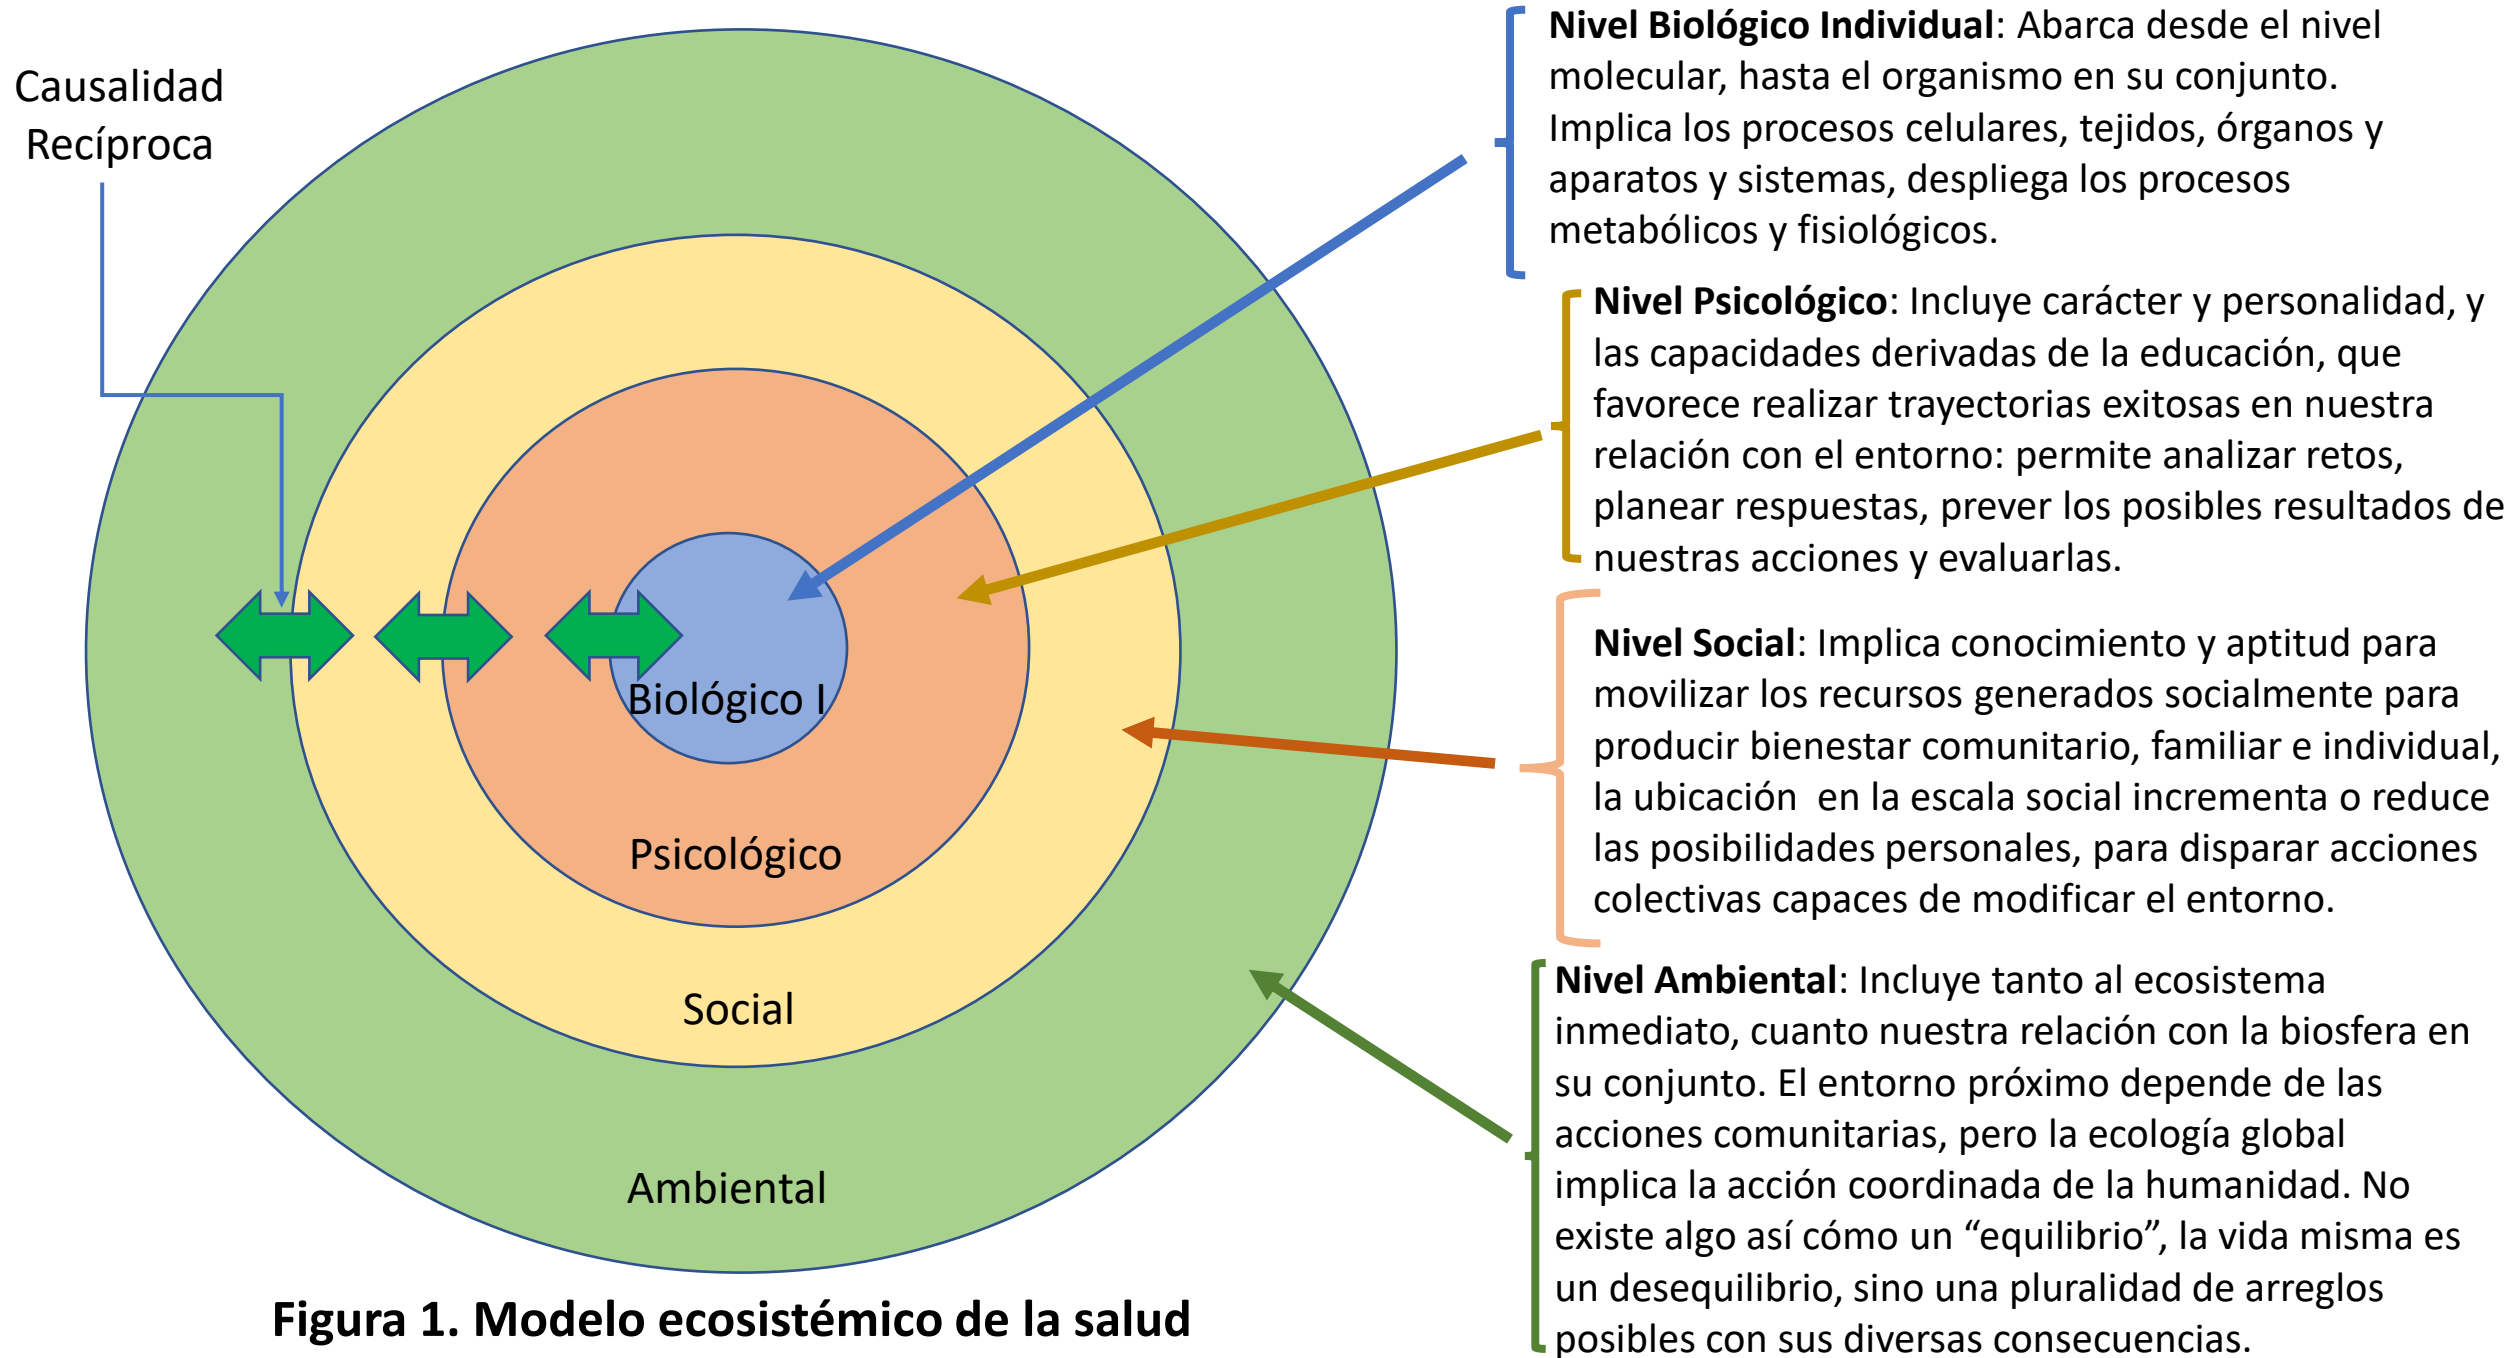 Causalidad
Recíproca
Biológico I
Psicológico
Social
Ambiental
Figura 1. Modelo ecosistémico de la salud
Nivel Biológico Individual: Abarca desde el nivel
molecular, hasta el organismo en su conjunto.
Implica los procesos celulares, tejidos, órganos y
aparatos y sistemas, despliega los procesos
metabólicos y fisiológicos.
Nivel Psicológico: Incluye carácter y personalidad, y
las capacidades derivadas de la educación, que
favorece realizar trayectorias exitosas en nuestra
relación con el entorno: permite analizar retos,
planear respuestas, prever los posibles resultados de
nuestras acciones y evaluarlas.
Nivel Social: Implica conocimiento y aptitud para
movilizar los recursos generados socialmente para
producir bienestar comunitario, familiar e individual,
la ubicación en la escala social incrementa o reduce
las posibilidades personales, para disparar acciones
colectivas capaces de modificar el entorno.
Nivel Ambiental: Incluye tanto al ecosistema
inmediato, cuanto nuestra relación con la biosfera en
su conjunto. El entorno próximo depende de las
acciones comunitarias, pero la ecología global
implica la acción coordinada de la humanidad. No
existe algo así cómo un “equilibrio”, la vida misma es
un desequilibrio, sino una pluralidad de arreglos
posibles con sus diversas consecuencias.